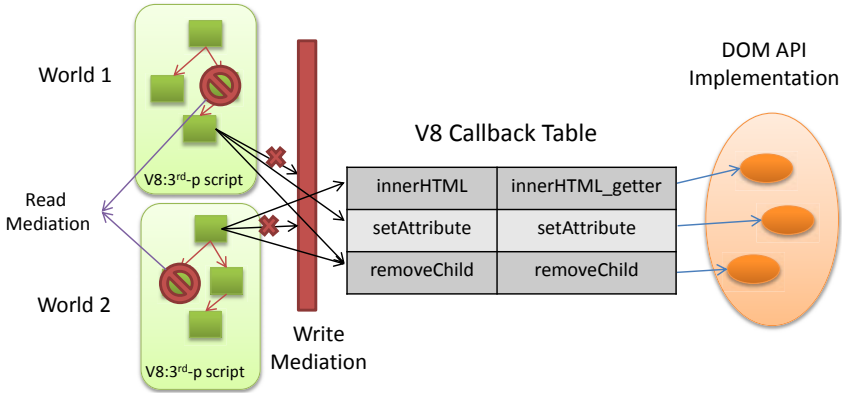 World 1
V8:3rd-p script
Read
Mediation
World 2
V8:3rd-p script
Write
Mediation
V8 Callback Table
innerHTML innerHTML_getter
setAttribute setAttribute
removeChild removeChild
DOM API
Implementation